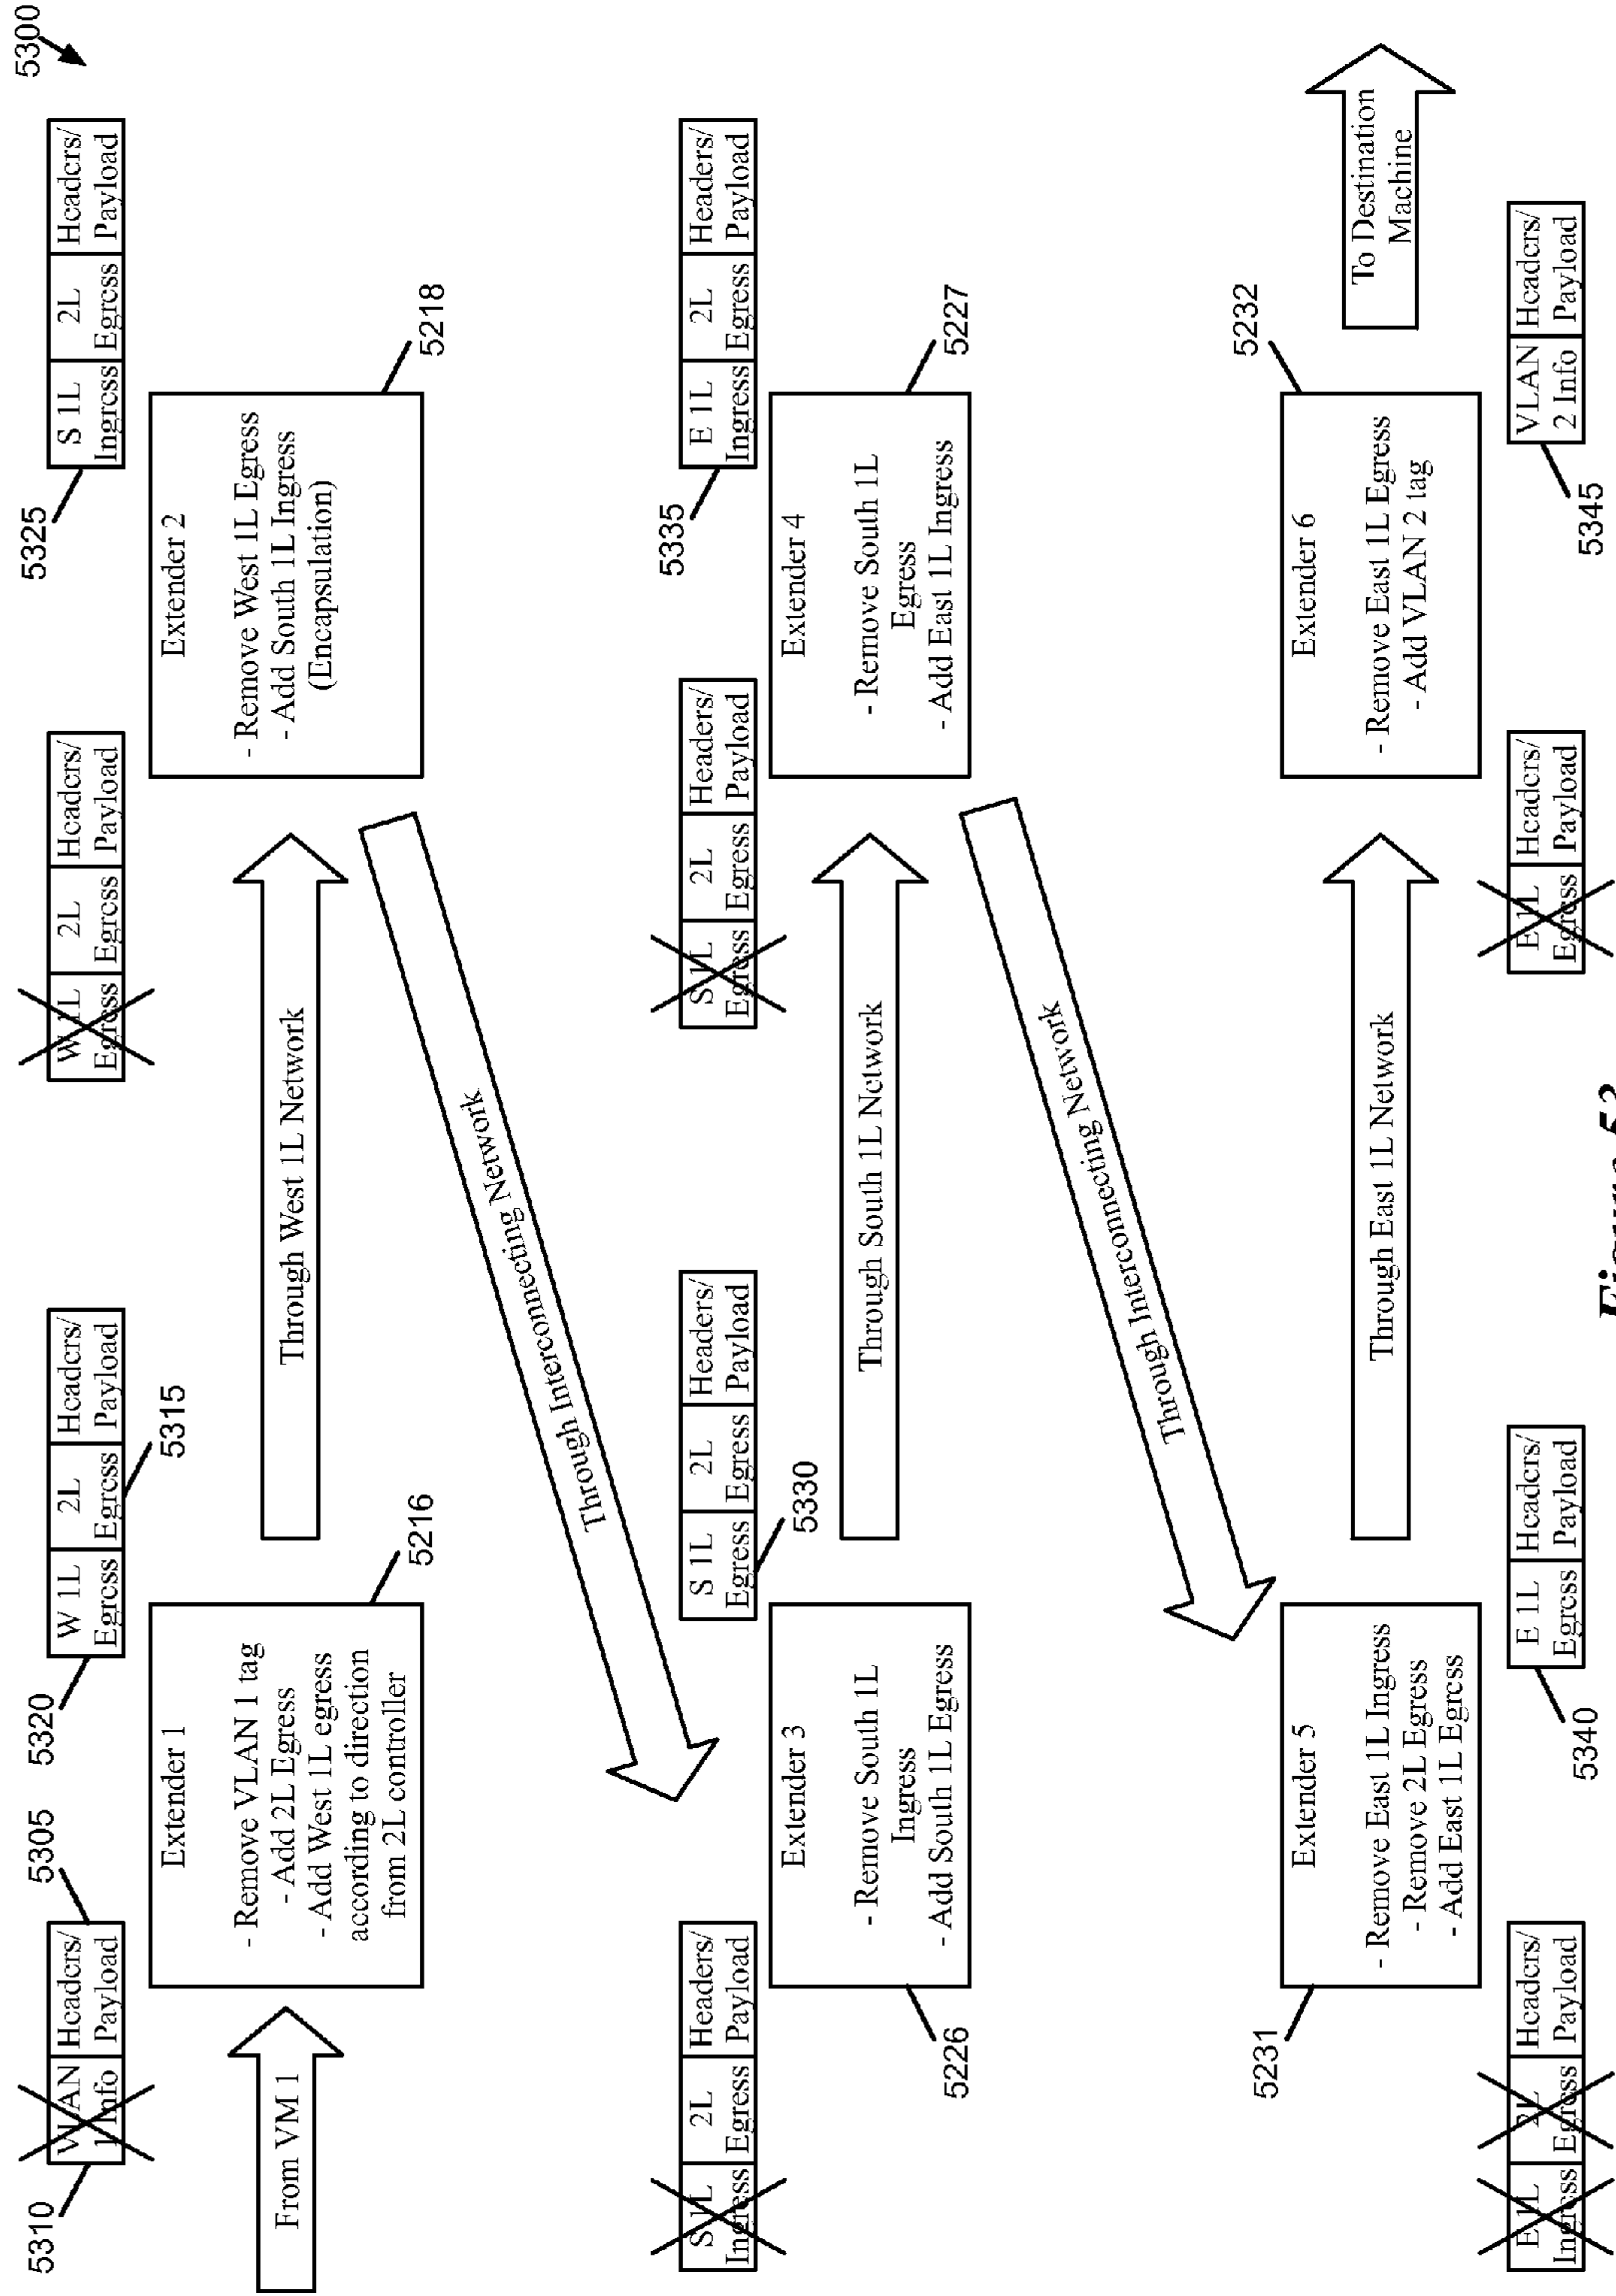 5300
5310
5305
VLAN
1 Info
Headers/
Payload
5320
W 1L
Egress
2L
Egress
Headers/
Payload
5315
W 1L
Egress
2L
Egress
Headers/
Payload
5325
S 1L
Ingress
2L
Egress
Headers/
Payload
From VM 1
Extender 1
- Remove VLAN 1 tag
- Add 2L Egress
- Add West 1L egress
according to direction
from 2L controller
5216
Through West 1L Network
Extender 2
- Remove West 1L Egress
- Add South 1L Ingress
(Encapsulation)
5218
Through Interconnecting Network
S 1L
Ingress
2L
Egress
Headers/
Payload
S 1L
Egress
2L
Egress
Headers/
Payload
5330
S 1L
Egress
2L
Egress
Headers/
Payload
5335
E 1L
Ingress
2L
Egress
Headers/
Payload
Extender 3
- Remove South 1L
Ingress
- Add South 1L Egress
5226
Through South 1L Network
Extender 4
- Remove South 1L
Egress
- Add East 1L Ingress
5227
Through Interconnecting Network
5231
Extender 5
- Remove East 1L Ingress
- Remove 2L Egress
- Add East 1L Egress
Through East 1L Network
5232
Extender 6
- Remove East 1L Egress
- Add VLAN 2 tag
To Destination
Machine
E 1L
Ingress
2L
Egress
Headers/
Payload
5340
E 1L
Egress
Headers/
Payload
E 1L
Egress
Headers/
Payload
5345
VLAN
2 Info
Headers/
Payload
Figure 53